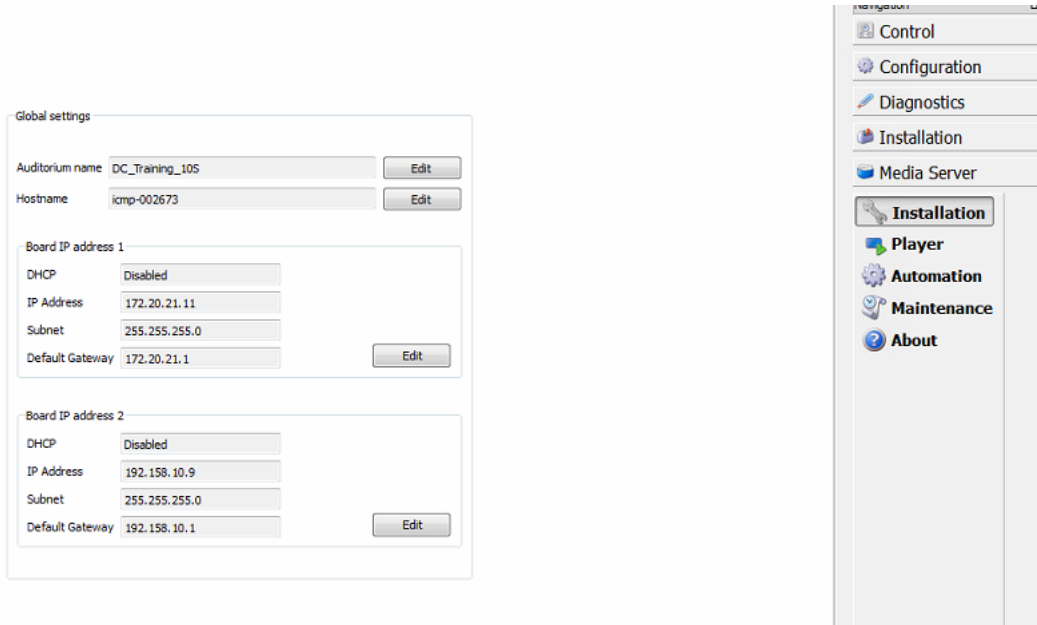 Global settings
Auditorium name DC_Training_10S Edit
Hostname icmp-002673 Edit
Board IP address 1
DHCP Disabled
IP Address 172.20.21.11
Subnet 255.255.255.0
Default Gateway 172.20.21.1 Edit
Board IP address 2
DHCP Disabled
IP Address 192.158.10.9
Subnet 255.255.255.0
Default Gateway 192.158.10.1 Edit
Navigation
Control
Configuration
Diagnostics
Installation
Media Server
Installation
Player
Automation
Maintenance
About